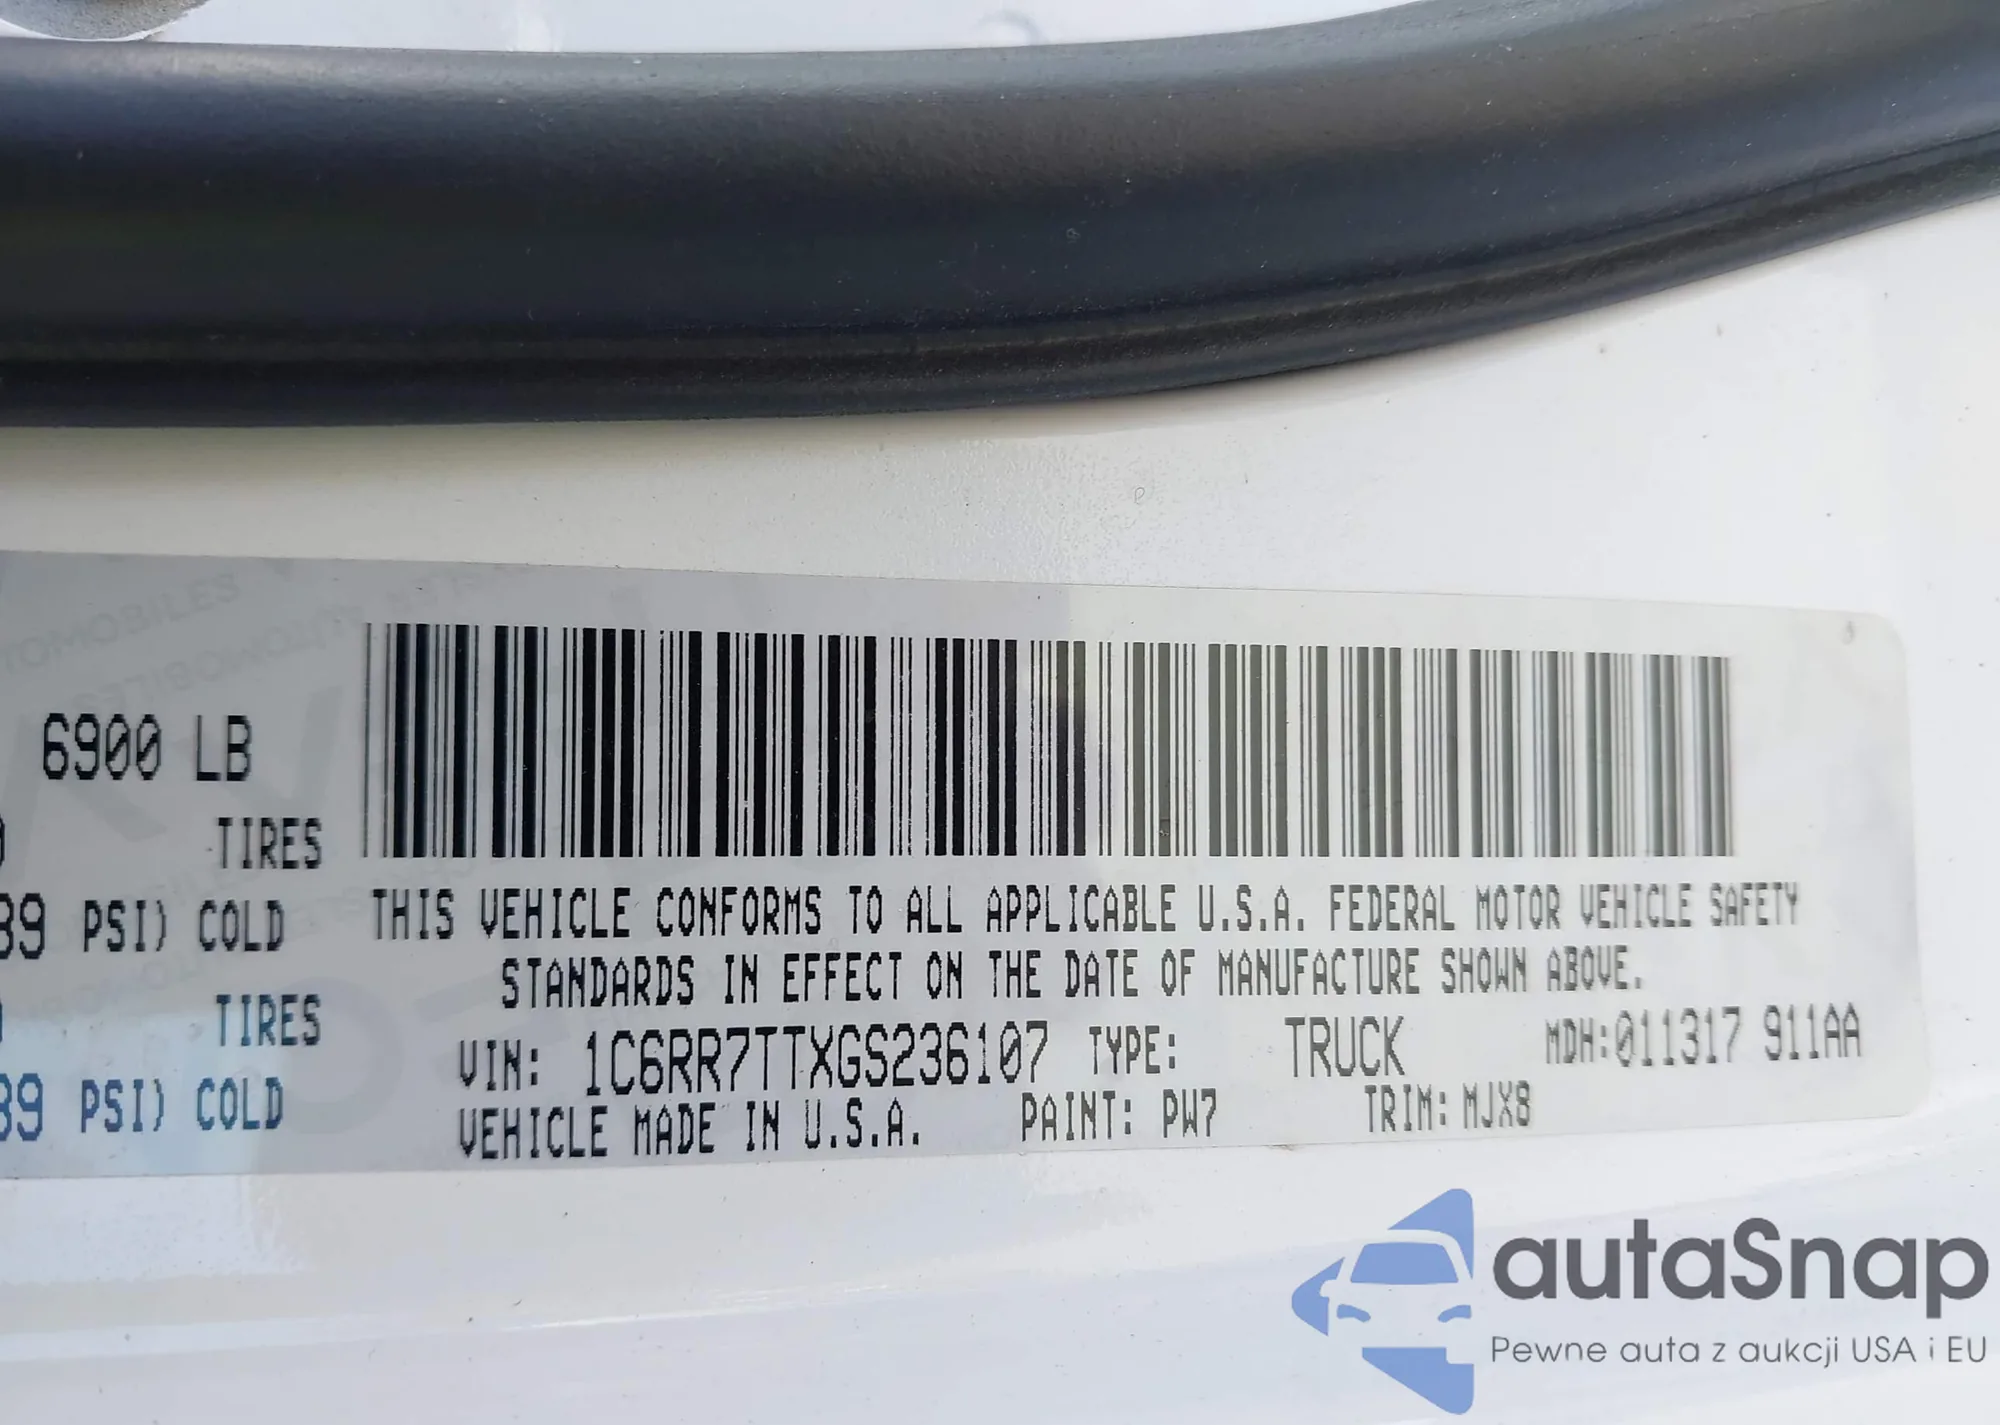 6900 LB
TIRES
39 PSI) COLD
TIRES
39 PSI) COLD
THIS VEHICLE CONFORMS TO ALL APPLICABLE U.S.A. FEDERAL MOTOR VEHICLE SAFETY
STANDARDS IN EFFECT ON THE DATE OF MANUFACTURE SHOWN ABOVE.
VIN: 1C6RR7TTXGS236107 TYPE: TRUCK MDH:011317 911AA
VEHICLE MADE IN U.S.A. PAINT: PW7 TRIM: MJX8
autaSnap
Pewne auta z aukcji USA i EU